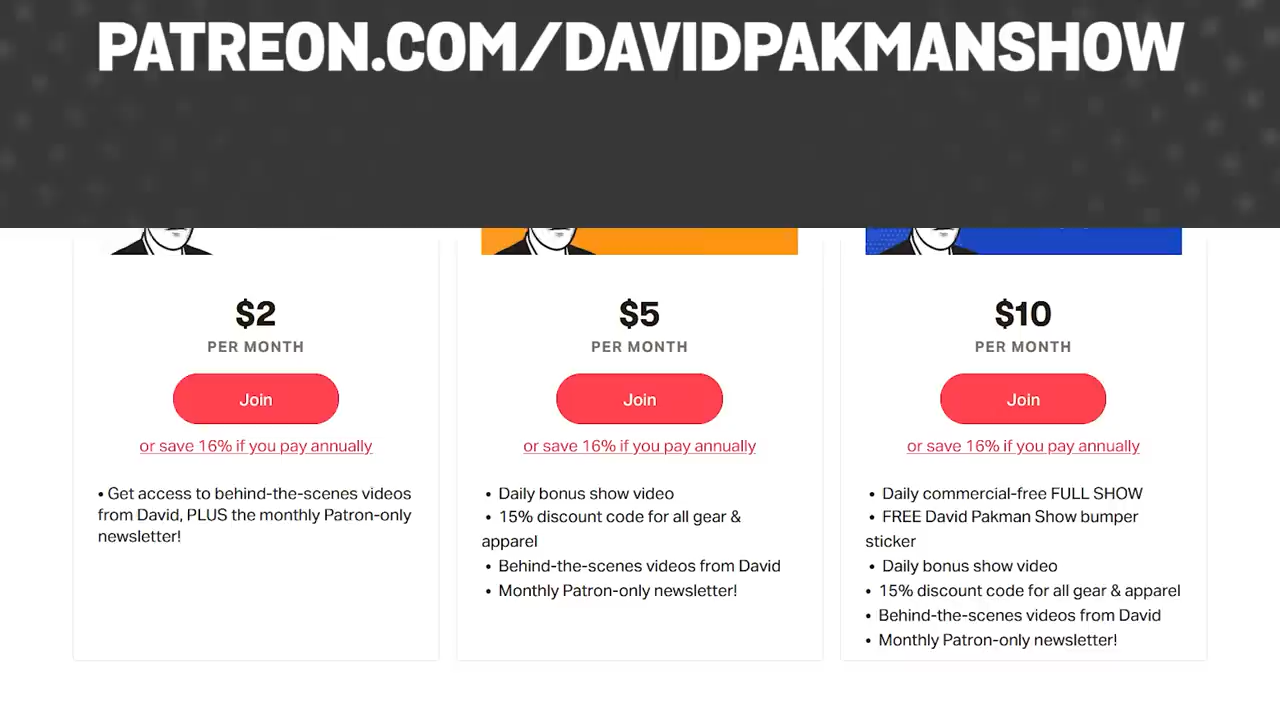 PATREON.COM/DAVIDPAKMANSHOW
$2
PER MONTH
Join
or save 16% if you pay annually
• Get access to behind-the-scenes videos
from David, PLUS the monthly Patron-only
newsletter!
$5
PER MONTH
Join
or save 16% if you pay annually
• Daily bonus show video
• 15% discount code for all gear &
apparel
• Behind-the-scenes videos from David
• Monthly Patron-only newsletter!
$10
PER MONTH
Join
or save 16% if you pay annually
• Daily commercial-free FULL SHOW
• FREE David Pakman Show bumper
sticker
• Daily bonus show video
• 15% discount code for all gear & apparel
• Behind-the-scenes videos from David
• Monthly Patron-only newsletter!